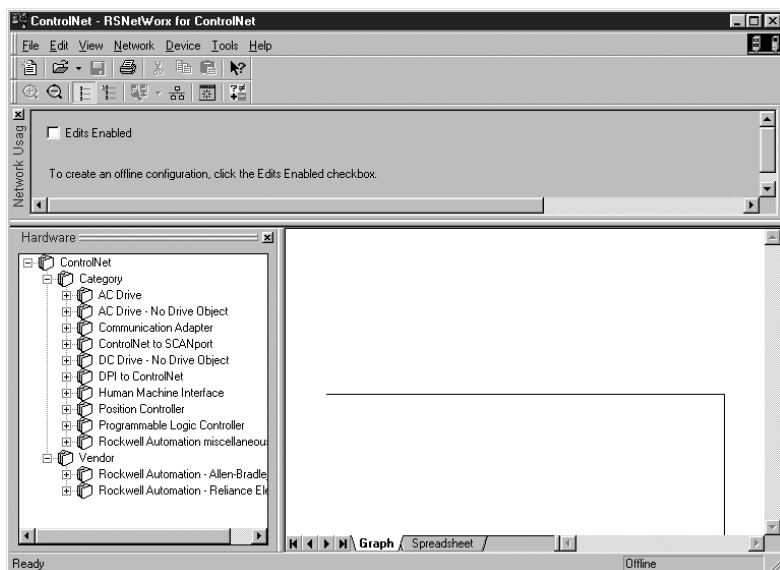 ControlNet - RSNetWorx for ControlNet
File Edit View Network Device Tools Help
Network Usag
Edits Enabled
To create an offline configuration, click the Edits Enabled checkbox.
Hardware
ControlNet
Category
AC Drive
AC Drive - No Drive Object
Communication Adapter
ControlNet to SCANport
DC Drive - No Drive Object
DPI to ControlNet
Human Machine Interface
Position Controller
Programmable Logic Controller
Rockwell Automation miscellaneou
Vendor
Rockwell Automation - Allen-Bradle
Rockwell Automation - Reliance Ele
Graph Spreadsheet
Ready Offline